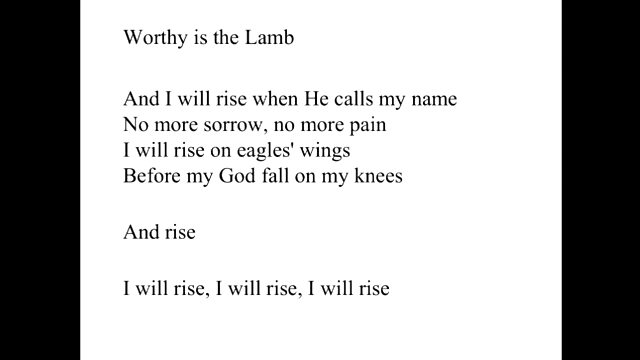 Worthy is the Lamb
And I will rise when He calls my name
No more sorrow, no more pain
I will rise on eagles' wings
Before my God fall on my knees
And rise
I will rise, I will rise, I will rise